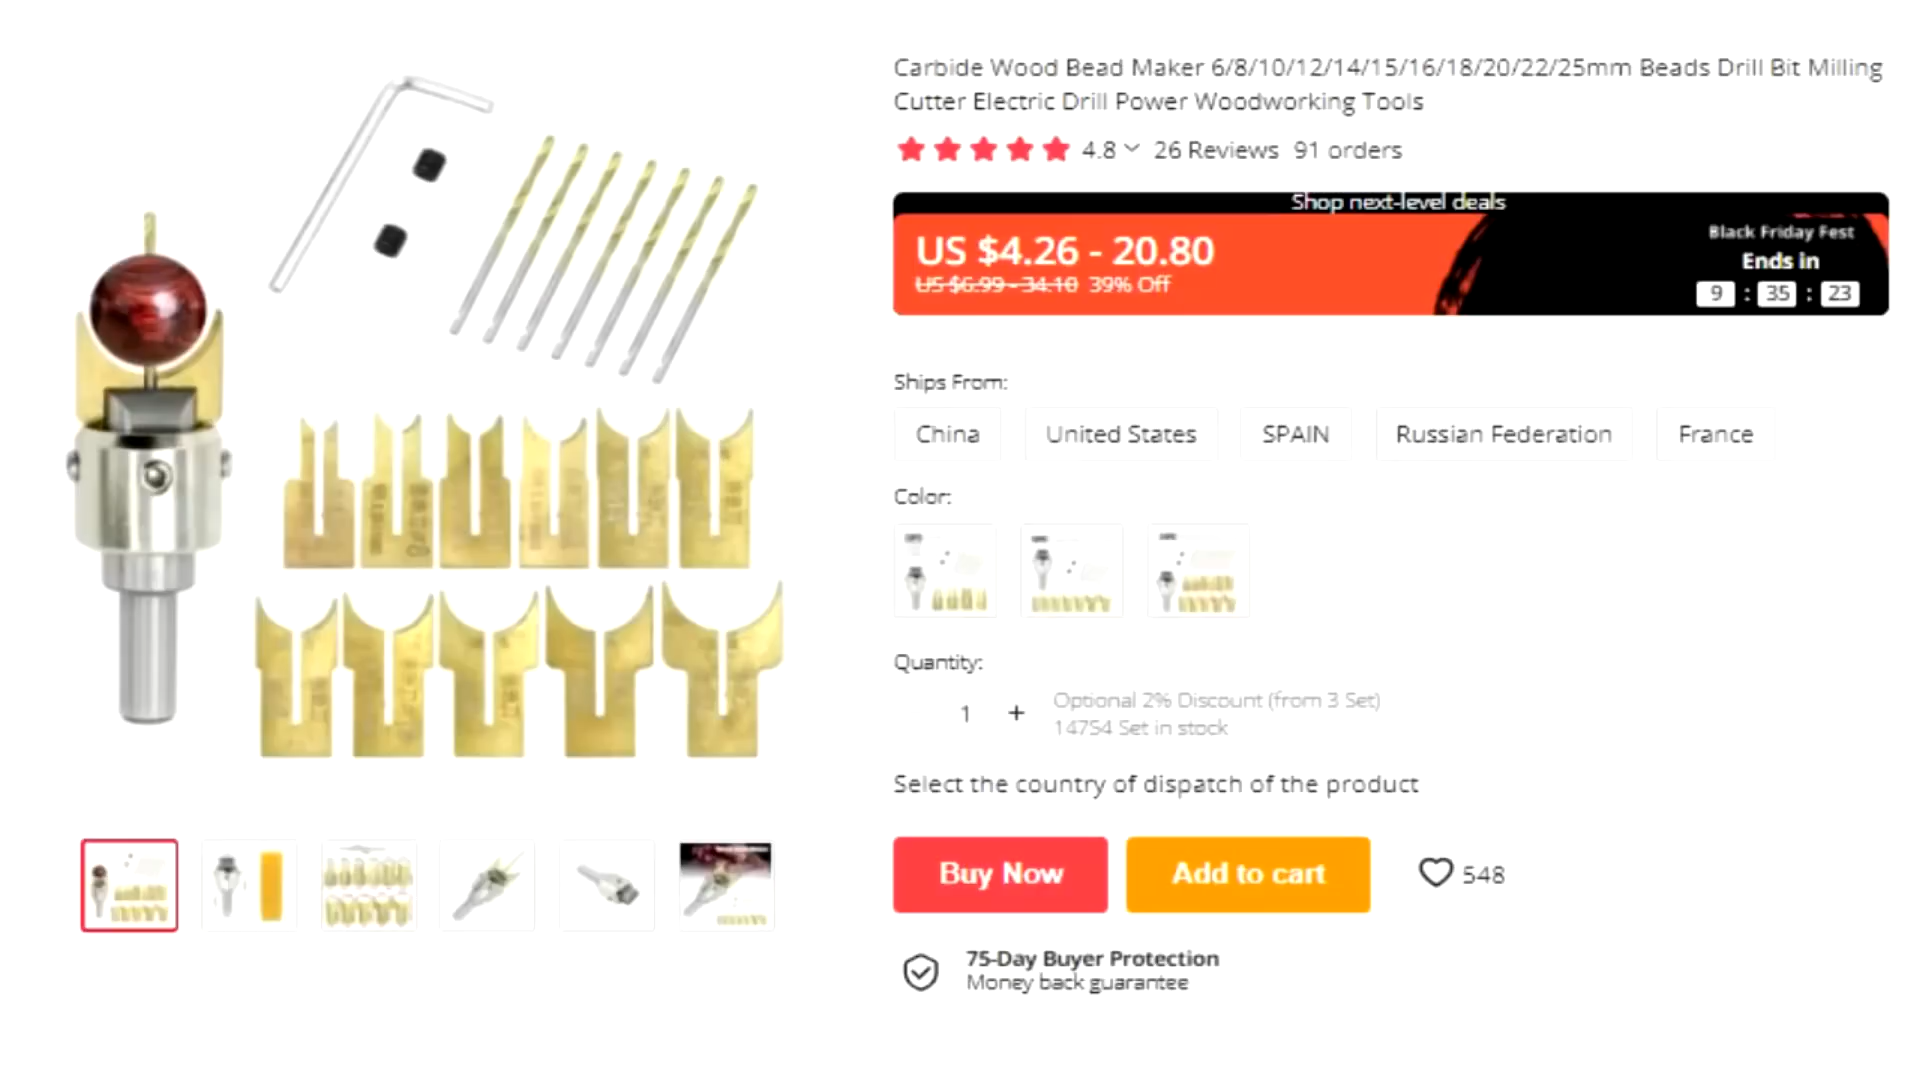 Carbide Wood Bead Maker 6/8/10/12/14/15/16/18/20/22/25mm Beads Drill Bit Milling
Cutter Electric Drill Power Woodworking Tools
4.8 26 Reviews 91 orders
Shop next-level deals
US $4.26 - 20.80
US $6.99 - 34.10 39% Off
Black Friday Fest
Ends in
9 : 35 : 23
Ships From:
China United States SPAIN Russian Federation France
Color:
Quantity:
1 + Optional 2% Discount (from 3 Set)
14754 Set in stock
Select the country of dispatch of the product
Buy Now Add to cart 548
75-Day Buyer Protection
Money back guarantee